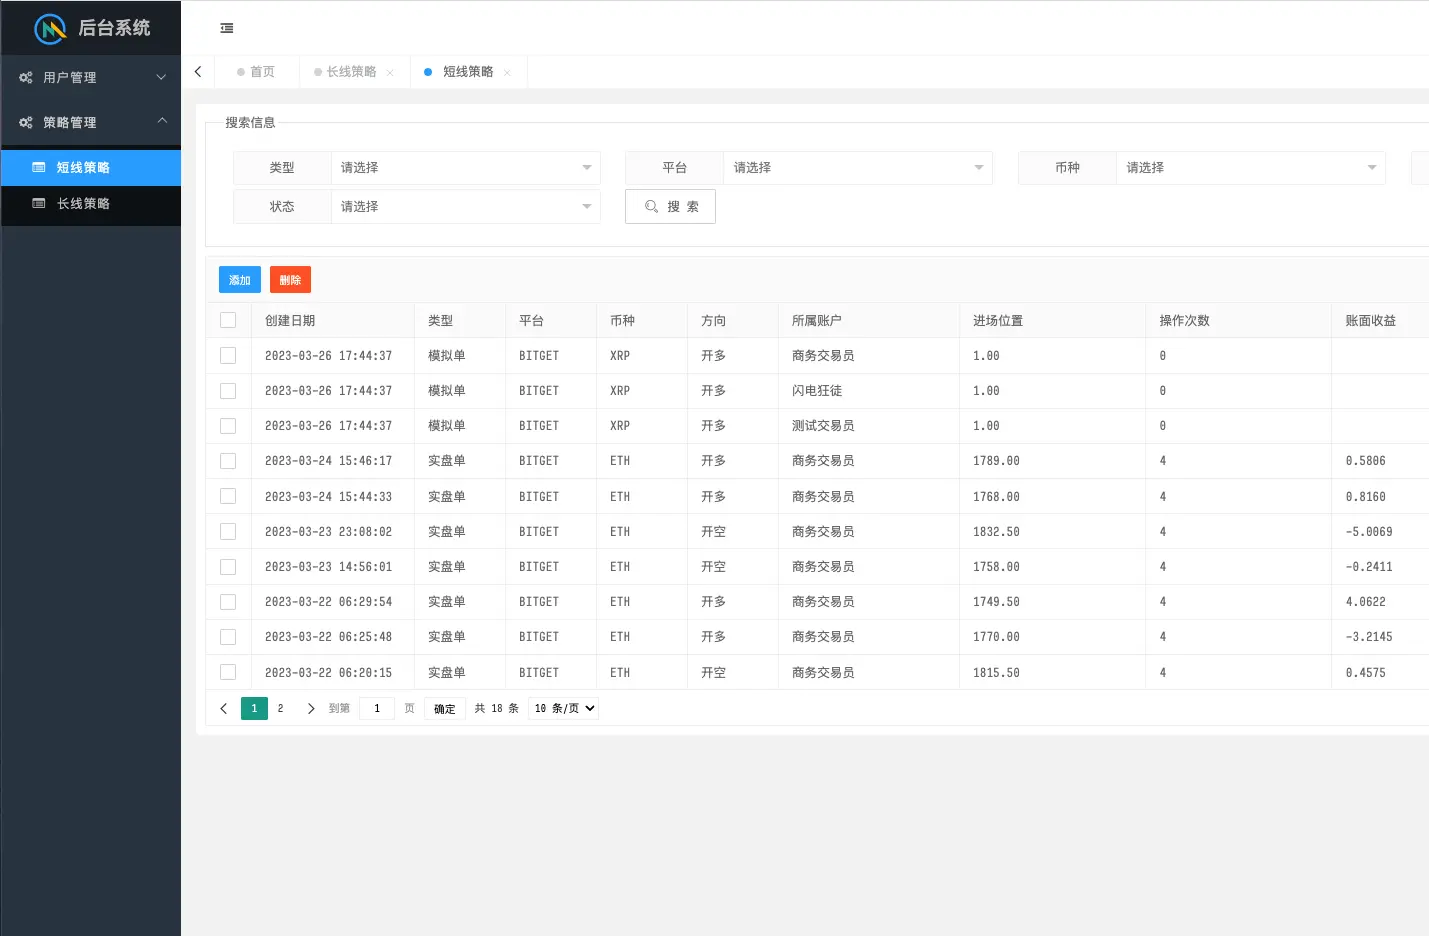 后台系统
用户管理
策略管理
短线策略
长线策略
首页 长线策略 短线策略
搜索信息
类型 请选择 平台 请选择 币种 请选择
状态 请选择 搜 索
添加 删除
创建日期 类型 平台 币种 方向 所属账户 进场位置 操作次数 账面收益
2023-03-26 17:44:37 模拟单 BITGET XRP 开多 商务交易员 1.00 0
2023-03-26 17:44:37 模拟单 BITGET XRP 开多 闪电狂徒 1.00 0
2023-03-26 17:44:37 模拟单 BITGET XRP 开多 测试交易员 1.00 0
2023-03-24 15:46:17 实盘单 BITGET ETH 开多 商务交易员 1789.00 4 0.5806
2023-03-24 15:44:33 实盘单 BITGET ETH 开多 商务交易员 1768.00 4 0.8160
2023-03-23 23:08:02 实盘单 BITGET ETH 开空 商务交易员 1832.50 4 -5.0069
2023-03-23 14:56:01 实盘单 BITGET ETH 开空 商务交易员 1758.00 4 -0.2411
2023-03-22 06:29:54 实盘单 BITGET ETH 开多 商务交易员 1749.50 4 4.0622
2023-03-22 06:25:48 实盘单 BITGET ETH 开多 商务交易员 1770.00 4 -3.2145
2023-03-22 06:20:15 实盘单 BITGET ETH 开空 商务交易员 1815.50 4 0.4575
1 2 到第 1 页 确定 共 18 条 10 条/页